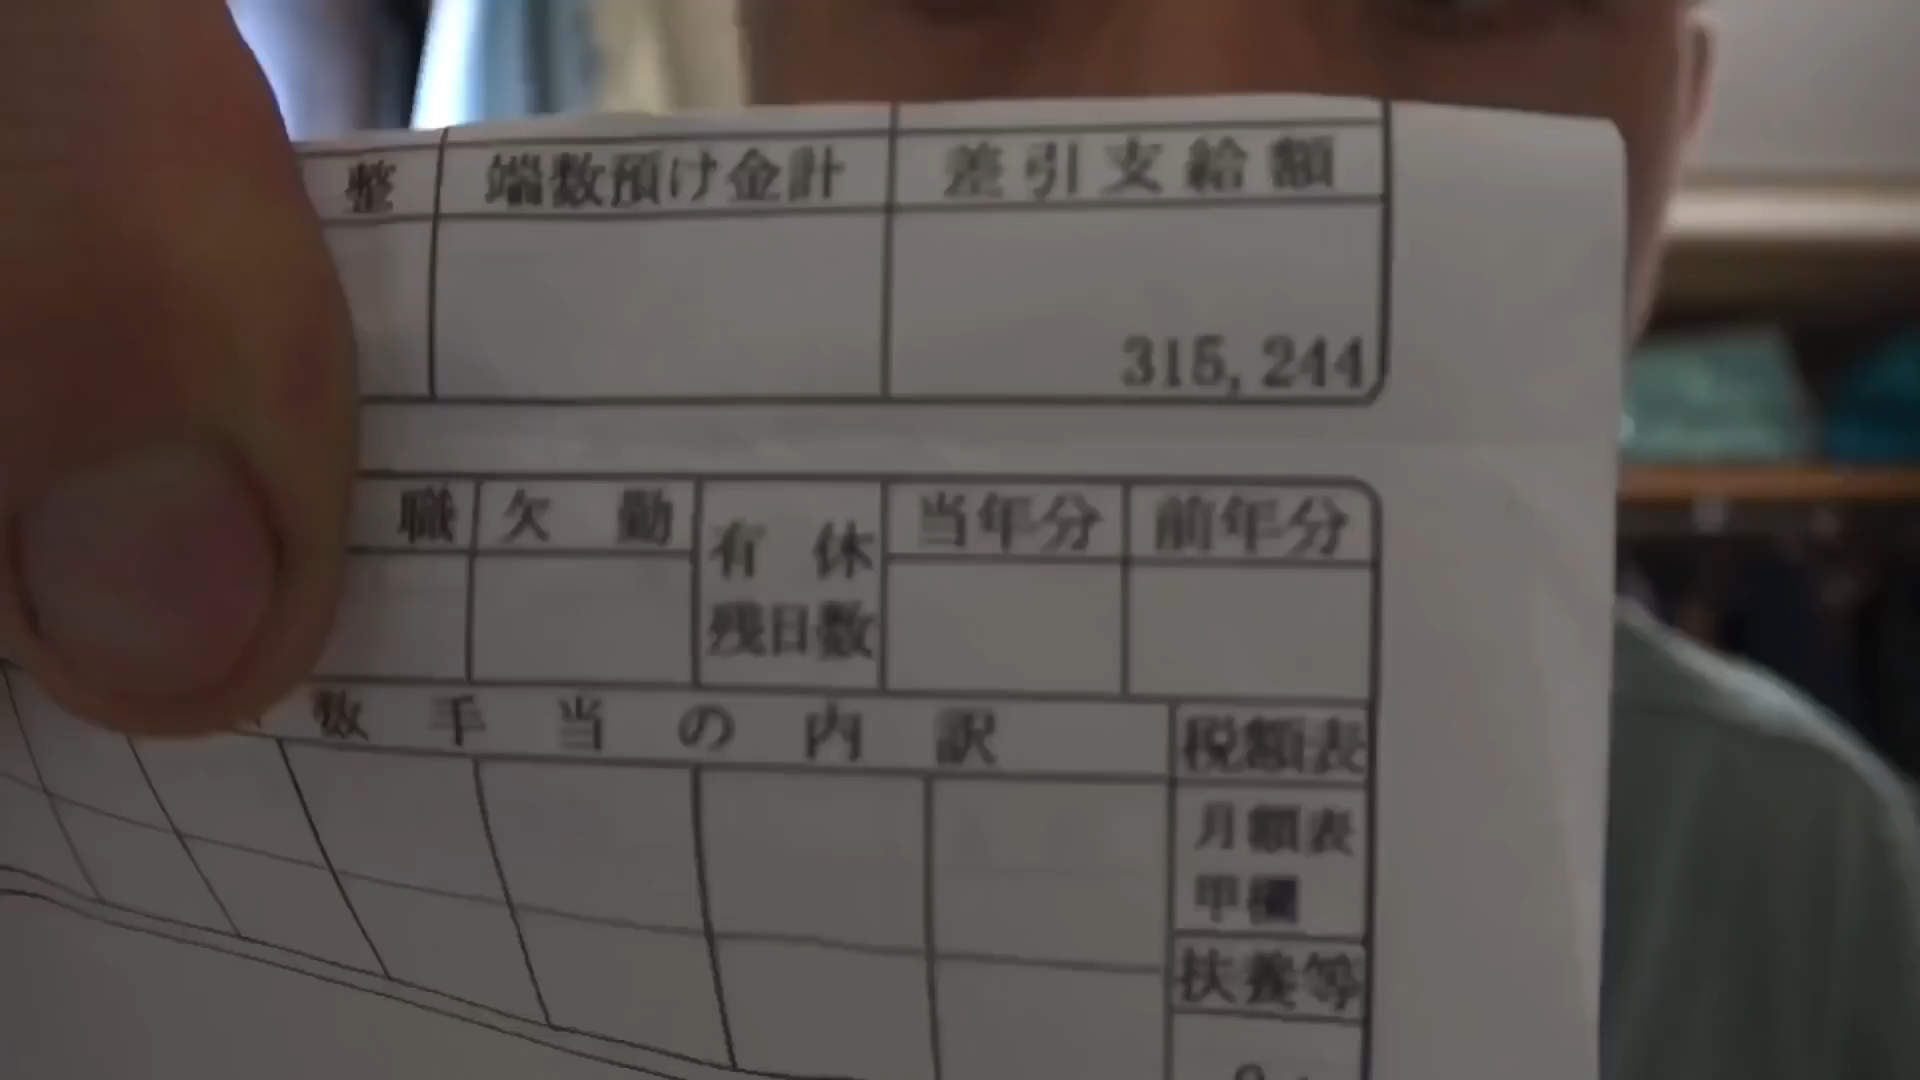 整 端数預け金計 差引支給額
315,244
職 欠勤 有休残日数 当年分 前年分
数手当の内訳 税額表
月額表
甲欄
扶養等